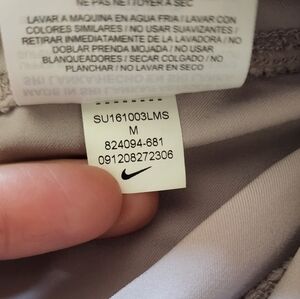 NE PAS NETTOYER À SEC
LAVAR A MAQUINA EN AGUA FRIA / LAVAR CON
COLORES SIMILARES / NO USAR SUAVIZANTES /
RETIRAR INMEDIATAMENTE DE LA LAVADORA / NO
DOBLAR PRENDA MOJADA / NO USAR
BLANQUEADORES / SECAR COLGADO / NO
PLANCHAR / NO LAVAR EN SECO
SU161003LMS
M
824094-681
091208272306